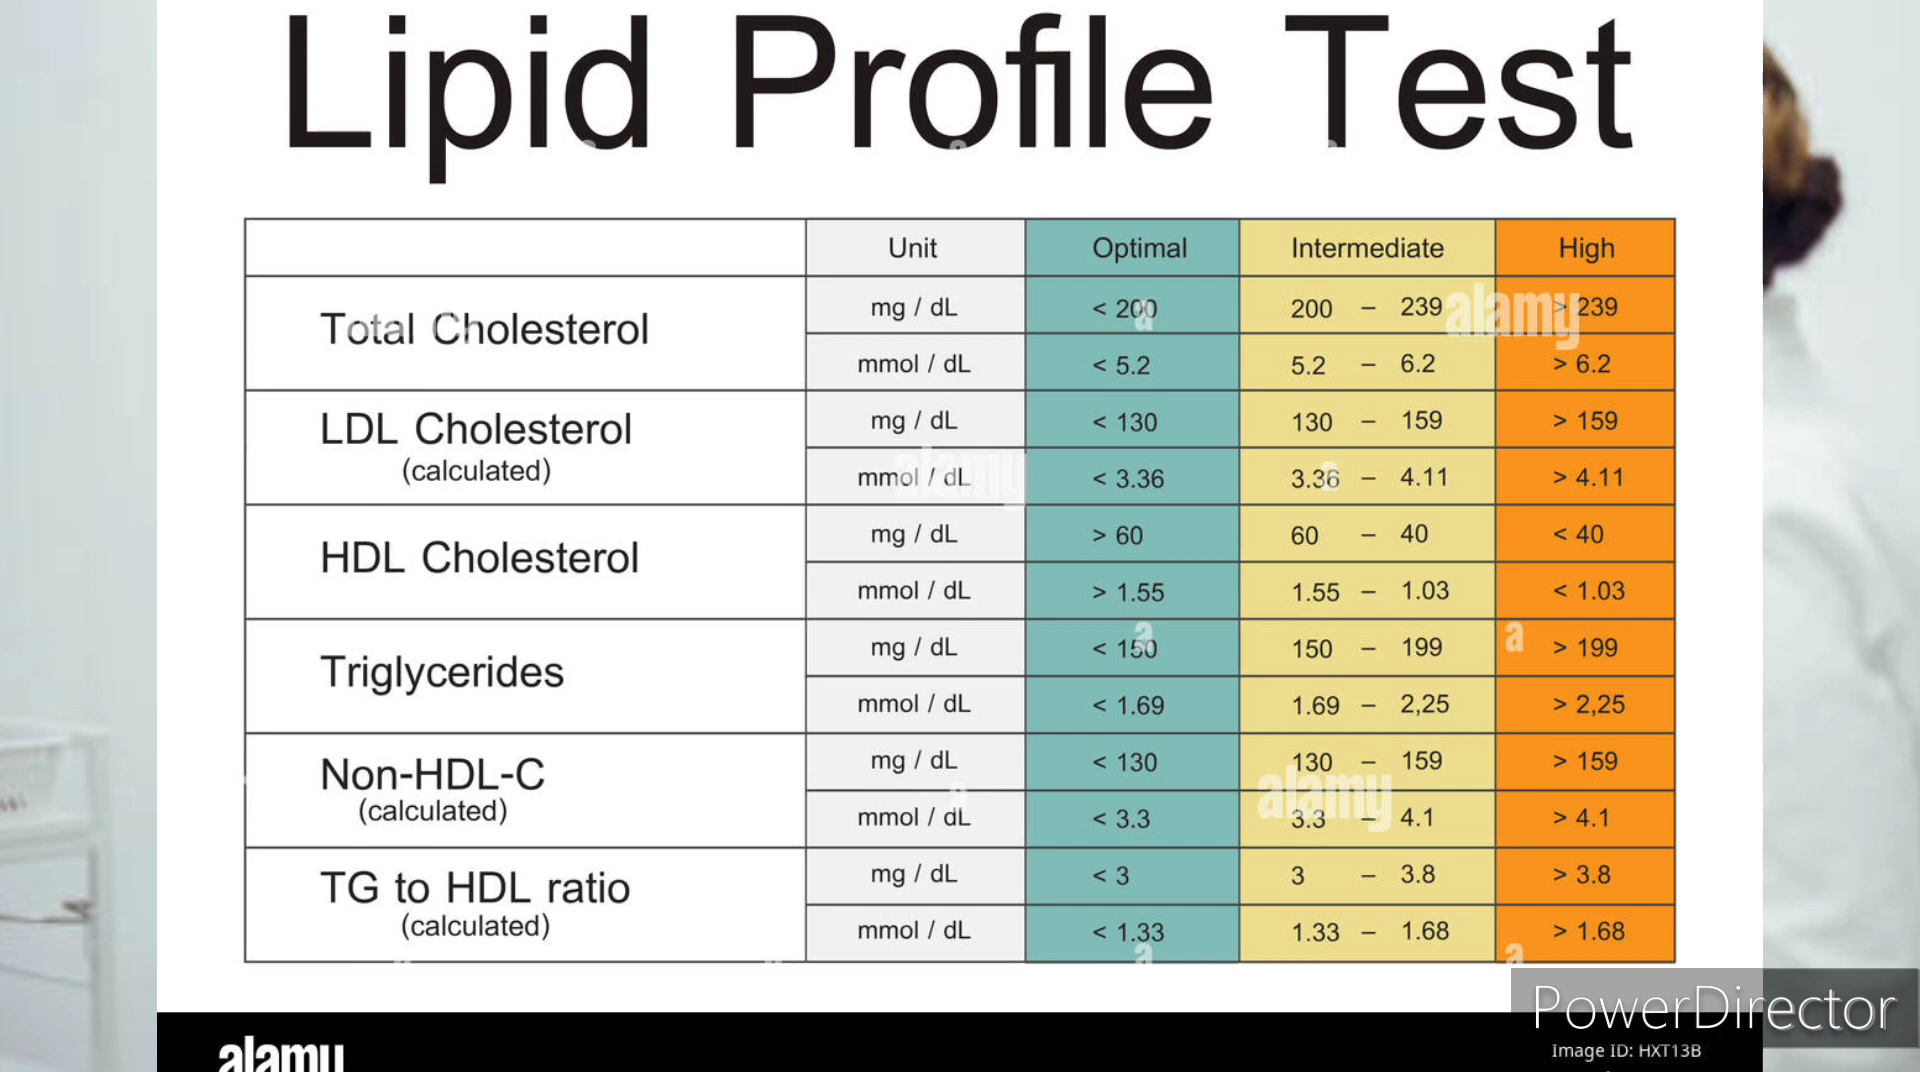 Lipid Profile Test
Unit Optimal Intermediate High
Total Cholesterol
mg / dL < 200 200 – 239 > 239
mmol / dL < 5.2 5.2 – 6.2 > 6.2
LDL Cholesterol
(calculated)
mg / dL < 130 130 – 159 > 159
mmol / dL < 3.36 3.36 – 4.11 > 4.11
HDL Cholesterol
mg / dL > 60 60 – 40 < 40
mmol / dL > 1.55 1.55 – 1.03 < 1.03
Triglycerides
mg / dL < 150 150 – 199 > 199
mmol / dL < 1.69 1.69 – 2,25 > 2,25
Non-HDL-C
(calculated)
mg / dL < 130 130 – 159 > 159
mmol / dL < 3.3 3.3 – 4.1 > 4.1
TG to HDL ratio
(calculated)
mg / dL < 3 3 – 3.8 > 3.8
mmol / dL < 1.33 1.33 – 1.68 > 1.68
alamy
alamy
alamy
a
a
a
a
a
a
PowerDirector
alamy
Image ID: HXT13B